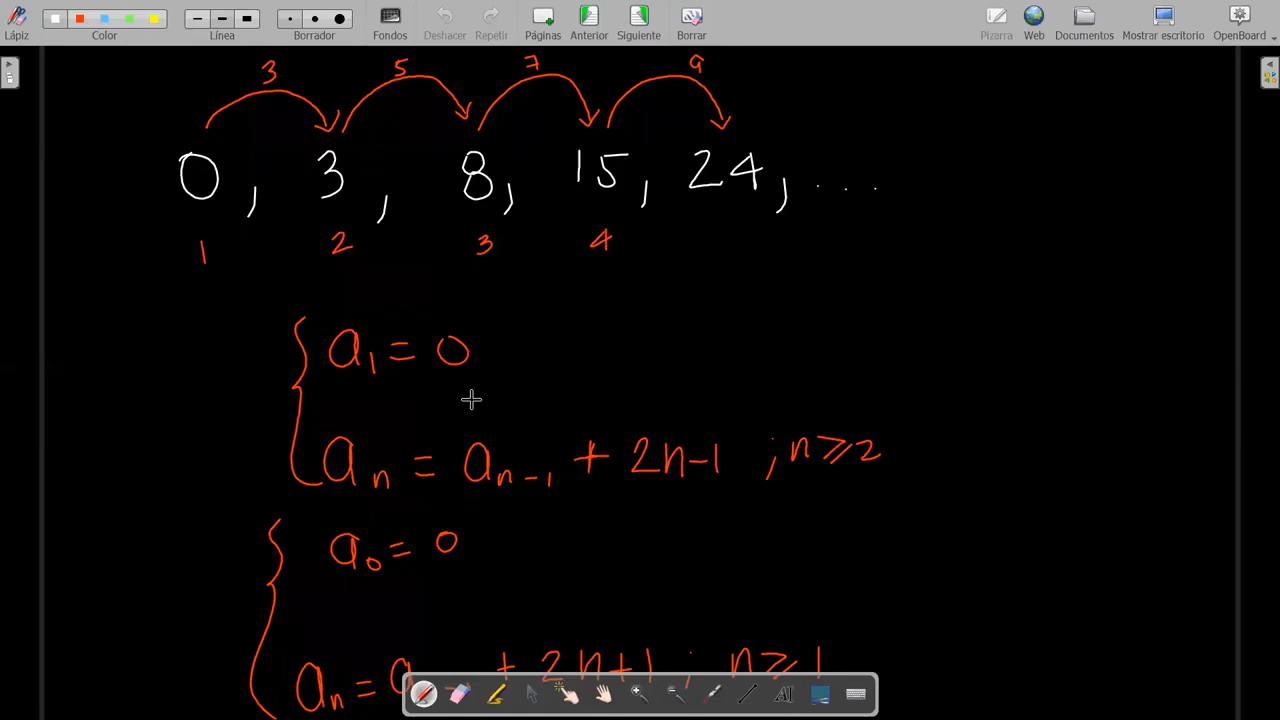 Lápiz Color Línea Borrador Fondos Deshacer Repetir Páginas Anterior Siguiente Borrar Pizarra Web Documentos Mostrar escritorio OpenBoard
3 5 7 9
0, 3, 8, 15, 24, ...
1 2 3 4
a₁ = 0
aₙ = aₙ₋₁ + 2n-1 ; n ≥ 2
a₀ = 0
aₙ = a + 2n+1 ; n ≥ 1
AI